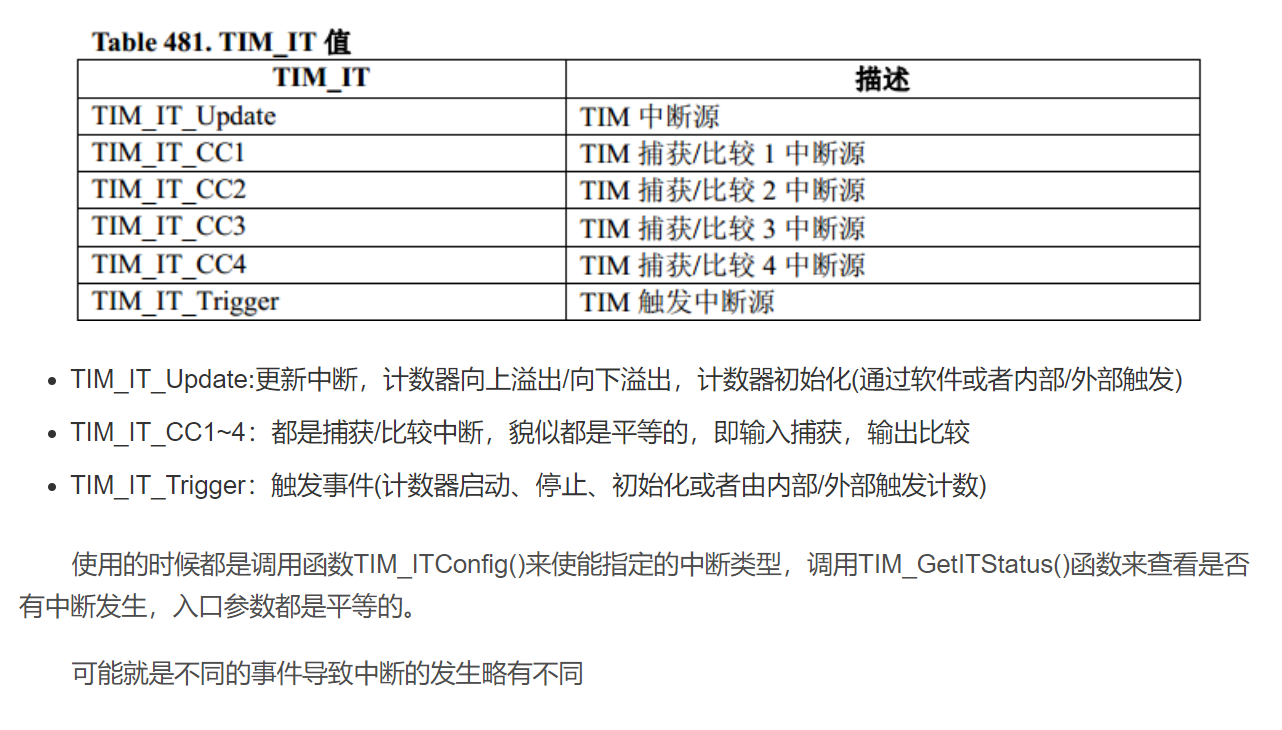 Table 481. TIM_IT 值
TIM_IT 描述
TIM_IT_Update TIM 中断源
TIM_IT_CC1 TIM 捕获/比较 1 中断源
TIM_IT_CC2 TIM 捕获/比较 2 中断源
TIM_IT_CC3 TIM 捕获/比较 3 中断源
TIM_IT_CC4 TIM 捕获/比较 4 中断源
TIM_IT_Trigger TIM 触发中断源
• TIM_IT_Update:更新中断，计数器向上溢出/向下溢出，计数器初始化(通过软件或者内部/外部触发)
• TIM_IT_CC1~4：都是捕获/比较中断，貌似都是平等的，即输入捕获，输出比较
• TIM_IT_Trigger：触发事件(计数器启动、停止、初始化或者由内部/外部触发计数)
使用的时候都是调用函数TIM_ITConfig()来使能指定的中断类型，调用TIM_GetITStatus()函数来查看是否
有中断发生，入口参数都是平等的。
可能就是不同的事件导致中断的发生略有不同